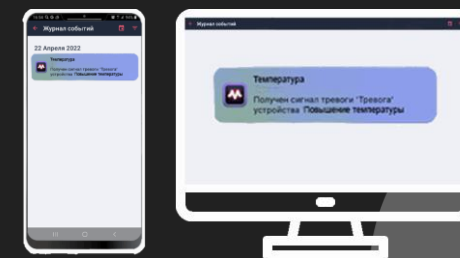 Журнал событий
22 Апреля 2022
Температура
Получен сигнал тревоги "Тревога"
устройства Повышение температуры
Журнал событий
Температура
Получен сигнал тревоги "Тревога"
устройства Повышение температуры